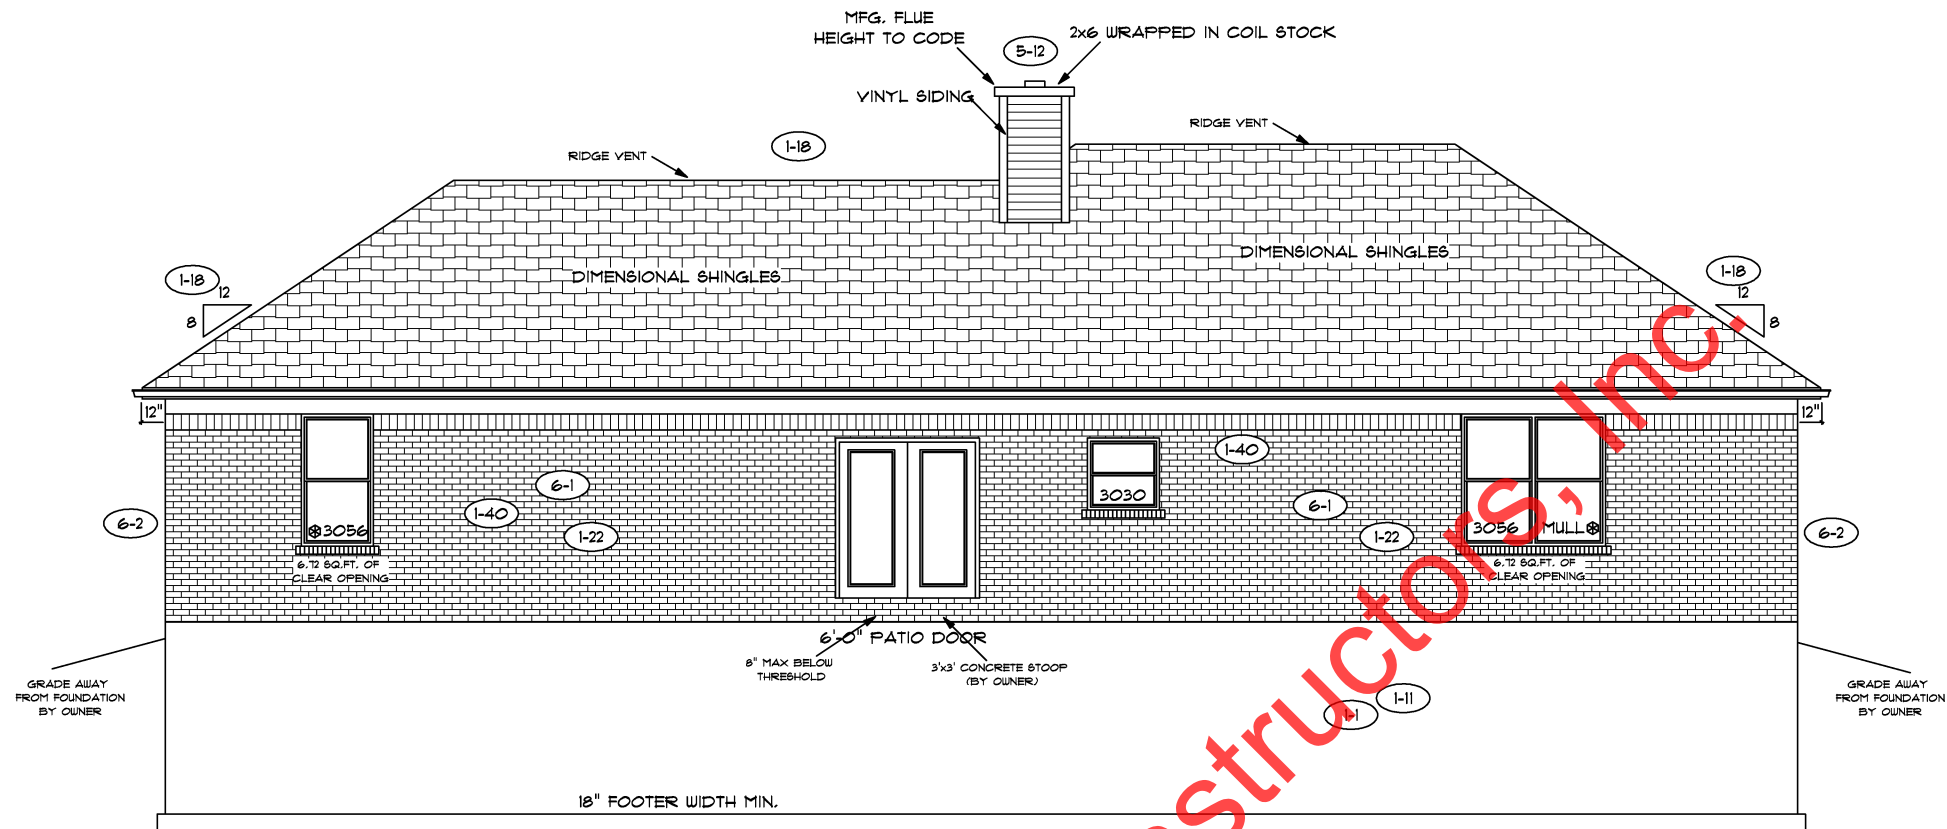 MFG. FLUE
HEIGHT TO CODE
5-12
2x6 WRAPPED IN COIL STOCK
VINYL SIDING
RIDGE VENT
1-18
RIDGE VENT
DIMENSIONAL SHINGLES
DIMENSIONAL SHINGLES
1-18
12
8
1-18
12
8
12"
12"
1-40
6-1
1-40
1-22
3030
6-1
1-22
6-2
3056
3056
MULL
6-2
6.72 SQ.FT. OF
CLEAR OPENING
6.72 SQ.FT. OF
CLEAR OPENING
6'-0" PATIO DOOR
8" MAX BELOW
THRESHOLD
3'x3' CONCRETE STOOP
(BY OWNER)
GRADE AWAY
FROM FOUNDATION
BY OWNER
GRADE AWAY
FROM FOUNDATION
BY OWNER
1-11
1-1
18" FOOTER WIDTH MIN.
structors, Inc.